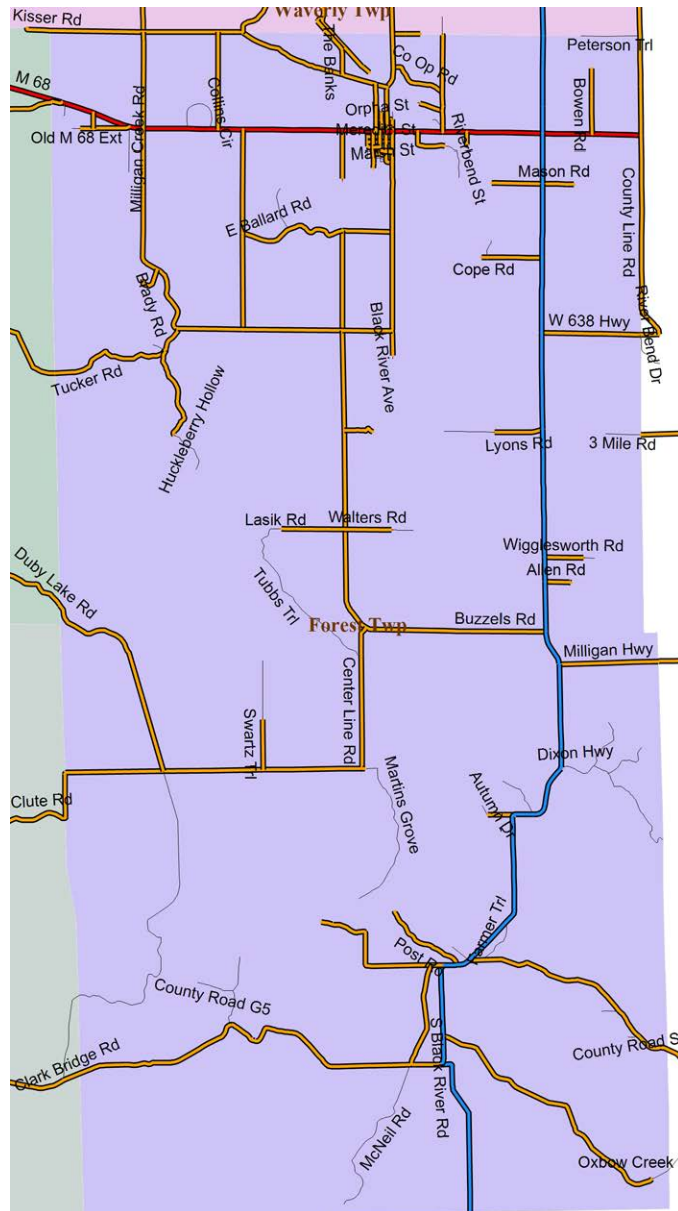 Waverly Twp
Kisser Rd
The Banks
Co Op Rd
Peterson Trl
M 68
Collins Cir
Bowen Rd
Milligan Creek Rd
Orpha St
Old M 68 Ext
Riverbend St
Mason Rd
County Line Rd
E Ballard Rd
Cope Rd
Brady Rd
Black River Ave
W 638 Hwy
River Bend Dr
Tucker Rd
Huckleberry Hollow
Lyons Rd
3 Mile Rd
Lasik Rd
Walters Rd
Wigglesworth Rd
Allen Rd
Duby Lake Rd
Tubbs Trl
Forest Twp
Buzzels Rd
Center Line Rd
Milligan Hwy
Swartz Trl
Dixon Hwy
Martins Grove
Autumn Dr
Clute Rd
Farmer Trl
Post Rd
County Road G5
S Black River Rd
County Road S
Clark Bridge Rd
McNeil Rd
Oxbow Creek